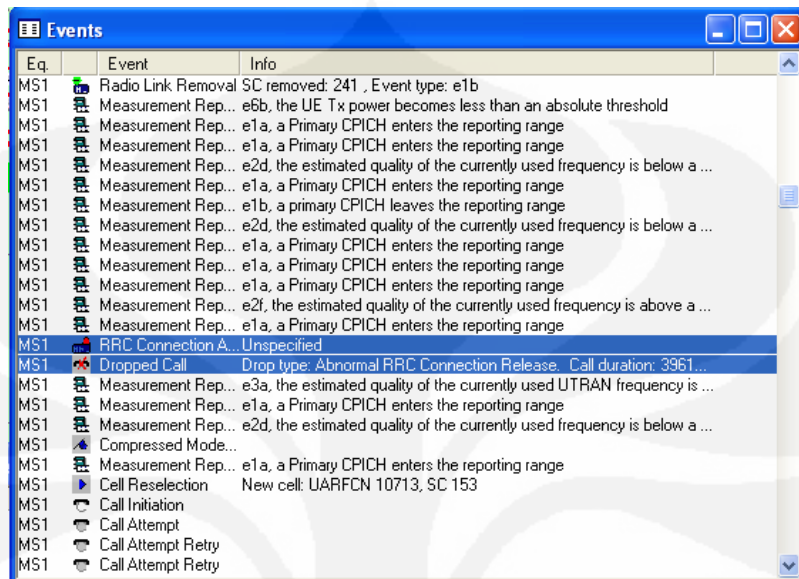 Events
Eq. Event Info
MS1 Radio Link Removal SC removed: 241 , Event type: e1b
MS1 Measurement Rep... e6b, the UE Tx power becomes less than an absolute threshold
MS1 Measurement Rep... e1a, a Primary CPICH enters the reporting range
MS1 Measurement Rep... e1a, a Primary CPICH enters the reporting range
MS1 Measurement Rep... e2d, the estimated quality of the currently used frequency is below a ...
MS1 Measurement Rep... e1a, a Primary CPICH enters the reporting range
MS1 Measurement Rep... e1b, a primary CPICH leaves the reporting range
MS1 Measurement Rep... e2d, the estimated quality of the currently used frequency is below a ...
MS1 Measurement Rep... e1a, a Primary CPICH enters the reporting range
MS1 Measurement Rep... e1a, a Primary CPICH enters the reporting range
MS1 Measurement Rep... e1a, a Primary CPICH enters the reporting range
MS1 Measurement Rep... e2f, the estimated quality of the currently used frequency is above a ...
MS1 Measurement Rep... e1a, a Primary CPICH enters the reporting range
MS1 RRC Connection A... Unspecified
MS1 Dropped Call Drop type: Abnormal RRC Connection Release. Call duration: 3961...
MS1 Measurement Rep... e3a, the estimated quality of the currently used UTRAN frequency is ...
MS1 Measurement Rep... e1a, a Primary CPICH enters the reporting range
MS1 Measurement Rep... e2d, the estimated quality of the currently used frequency is below a ...
MS1 Compressed Mode...
MS1 Measurement Rep... e1a, a Primary CPICH enters the reporting range
MS1 Cell Reselection New cell: UARFCN 10713, SC 153
MS1 Call Initiation
MS1 Call Attempt
MS1 Call Attempt Retry
MS1 Call Attempt Retry